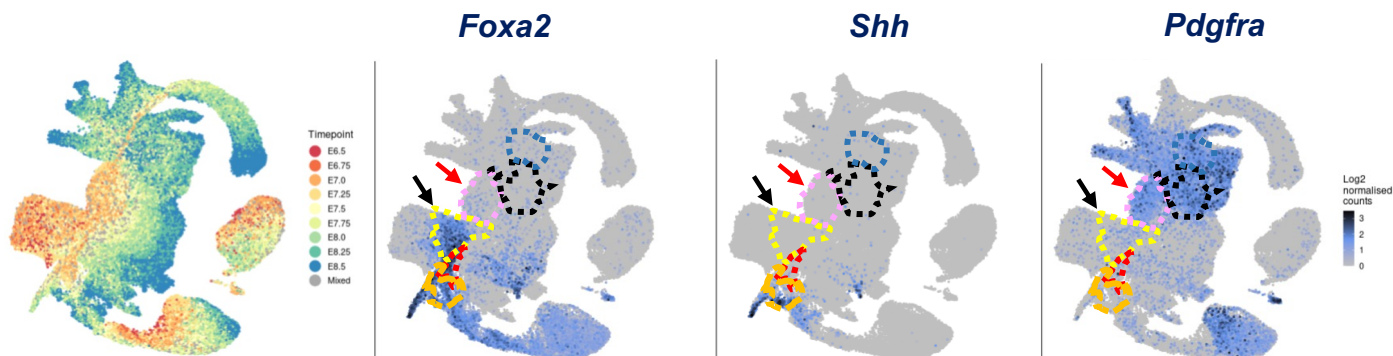 Foxa2
Shh
Pdgfra
Timepoint
E6.5
E6.75
E7.0
E7.25
E7.5
E7.75
E8.0
E8.25
E8.5
Mixed
Log2
normalised
counts
3
2
1
0